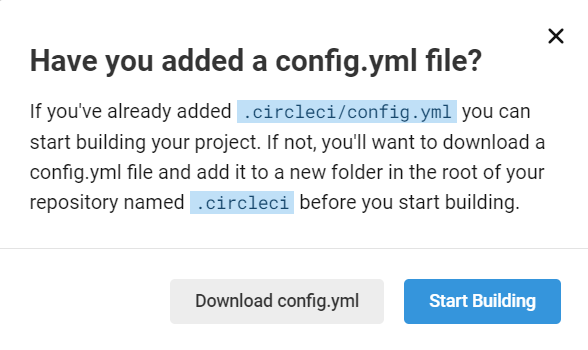 Have you added a config.yml file?
If you've already added .circleci/config.yml you can
start building your project. If not, you'll want to download a
config.yml file and add it to a new folder in the root of your
repository named .circleci before you start building.
Download config.yml
Start Building